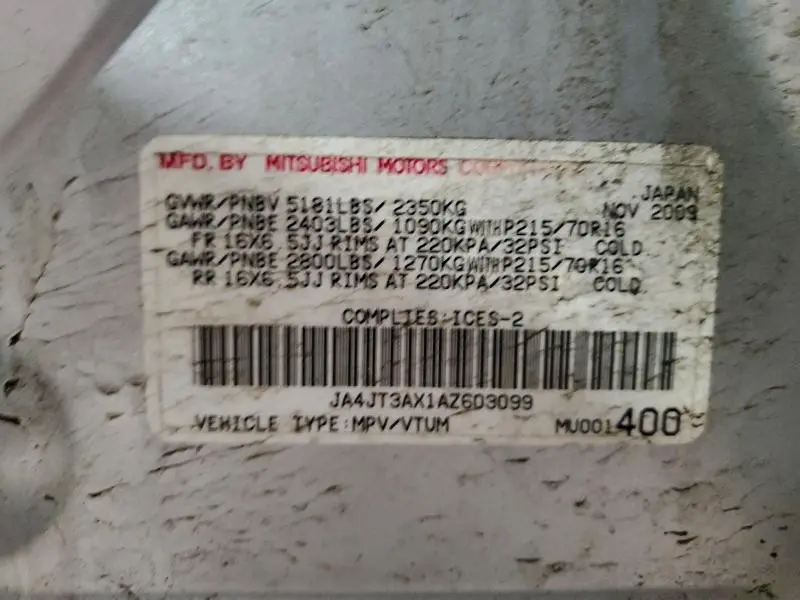 MFD. BY MITSUBISHI MOTORS
JAPAN
GVWR/PNBV 5181LBS/ 2350KG NOV 2009
GAWR/PNBE 2403LBS/ 1090KG WITH P215/70R16
FR 16X6.5JJ RIMS AT 220KPA/32PSI COLD
GAWR/PNBE 2800LBS/ 1270KG WITH P215/70R16
RR 16X6.5JJ RIMS AT 220KPA/32PSI COLD
COMPLIES:ICES-2
JA4JT3AX1AZ603099
VEHICLE TYPE:MPV/VTUM MU001400